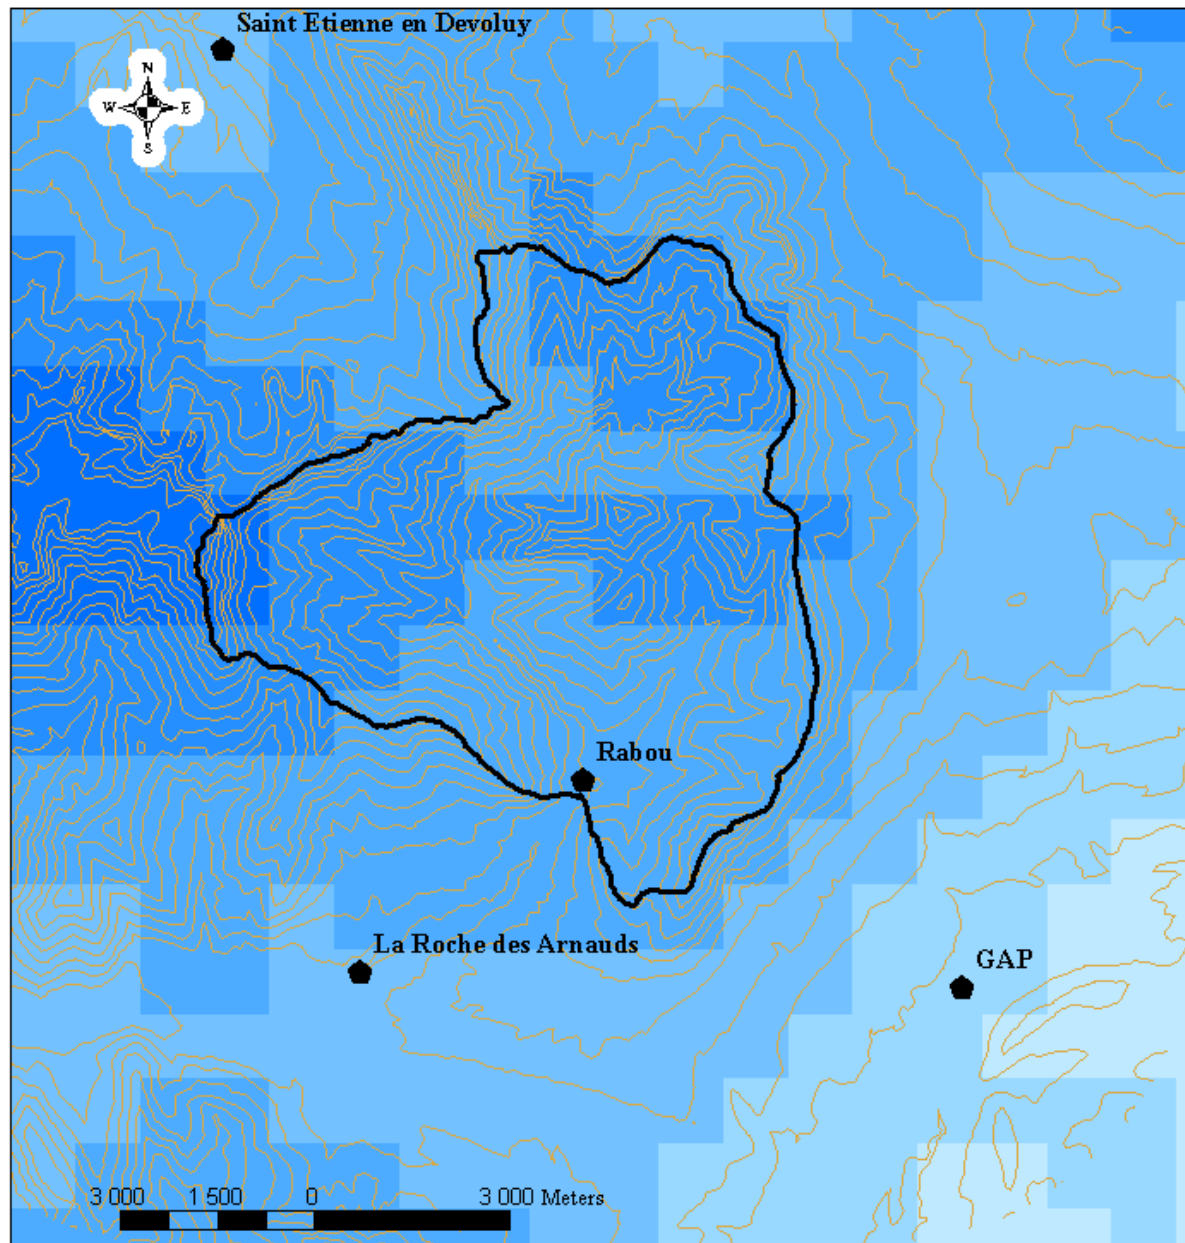 Saint Etienne en Devoluy
N
W E
S
Rabou
La Roche des Arnauds
GAP
3 000 1 500 0 3 000 Meters